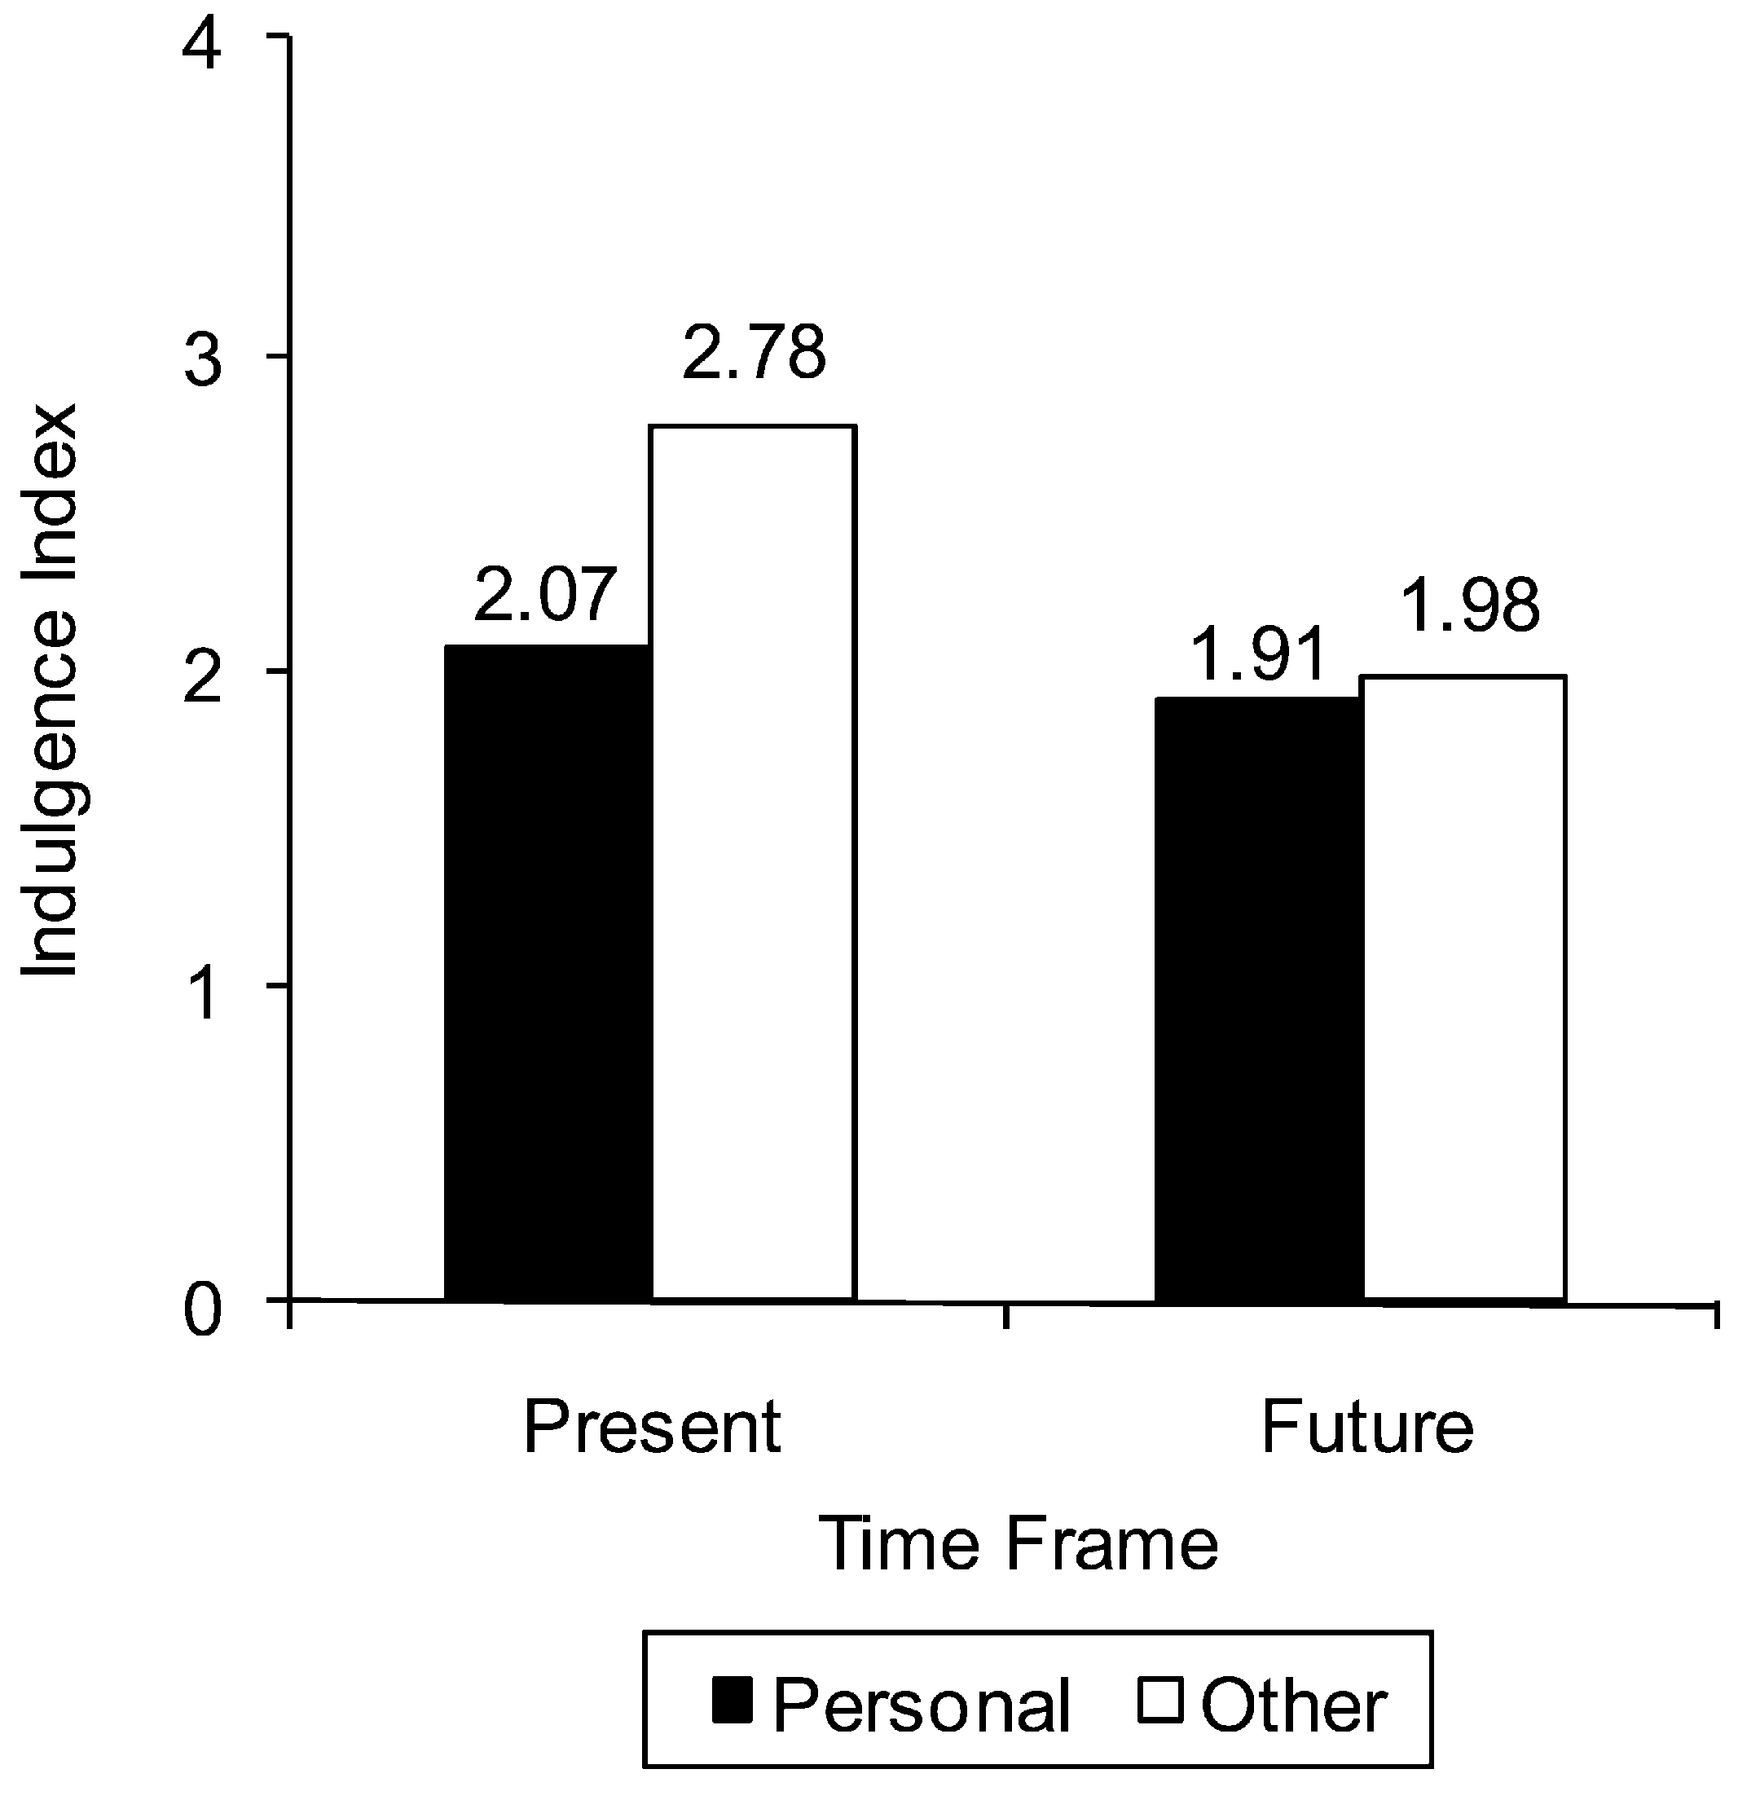 4
3
2
1
0
Indulgence Index
2.78
2.07
1.98
1.91
Present Future
Time Frame
Personal Other